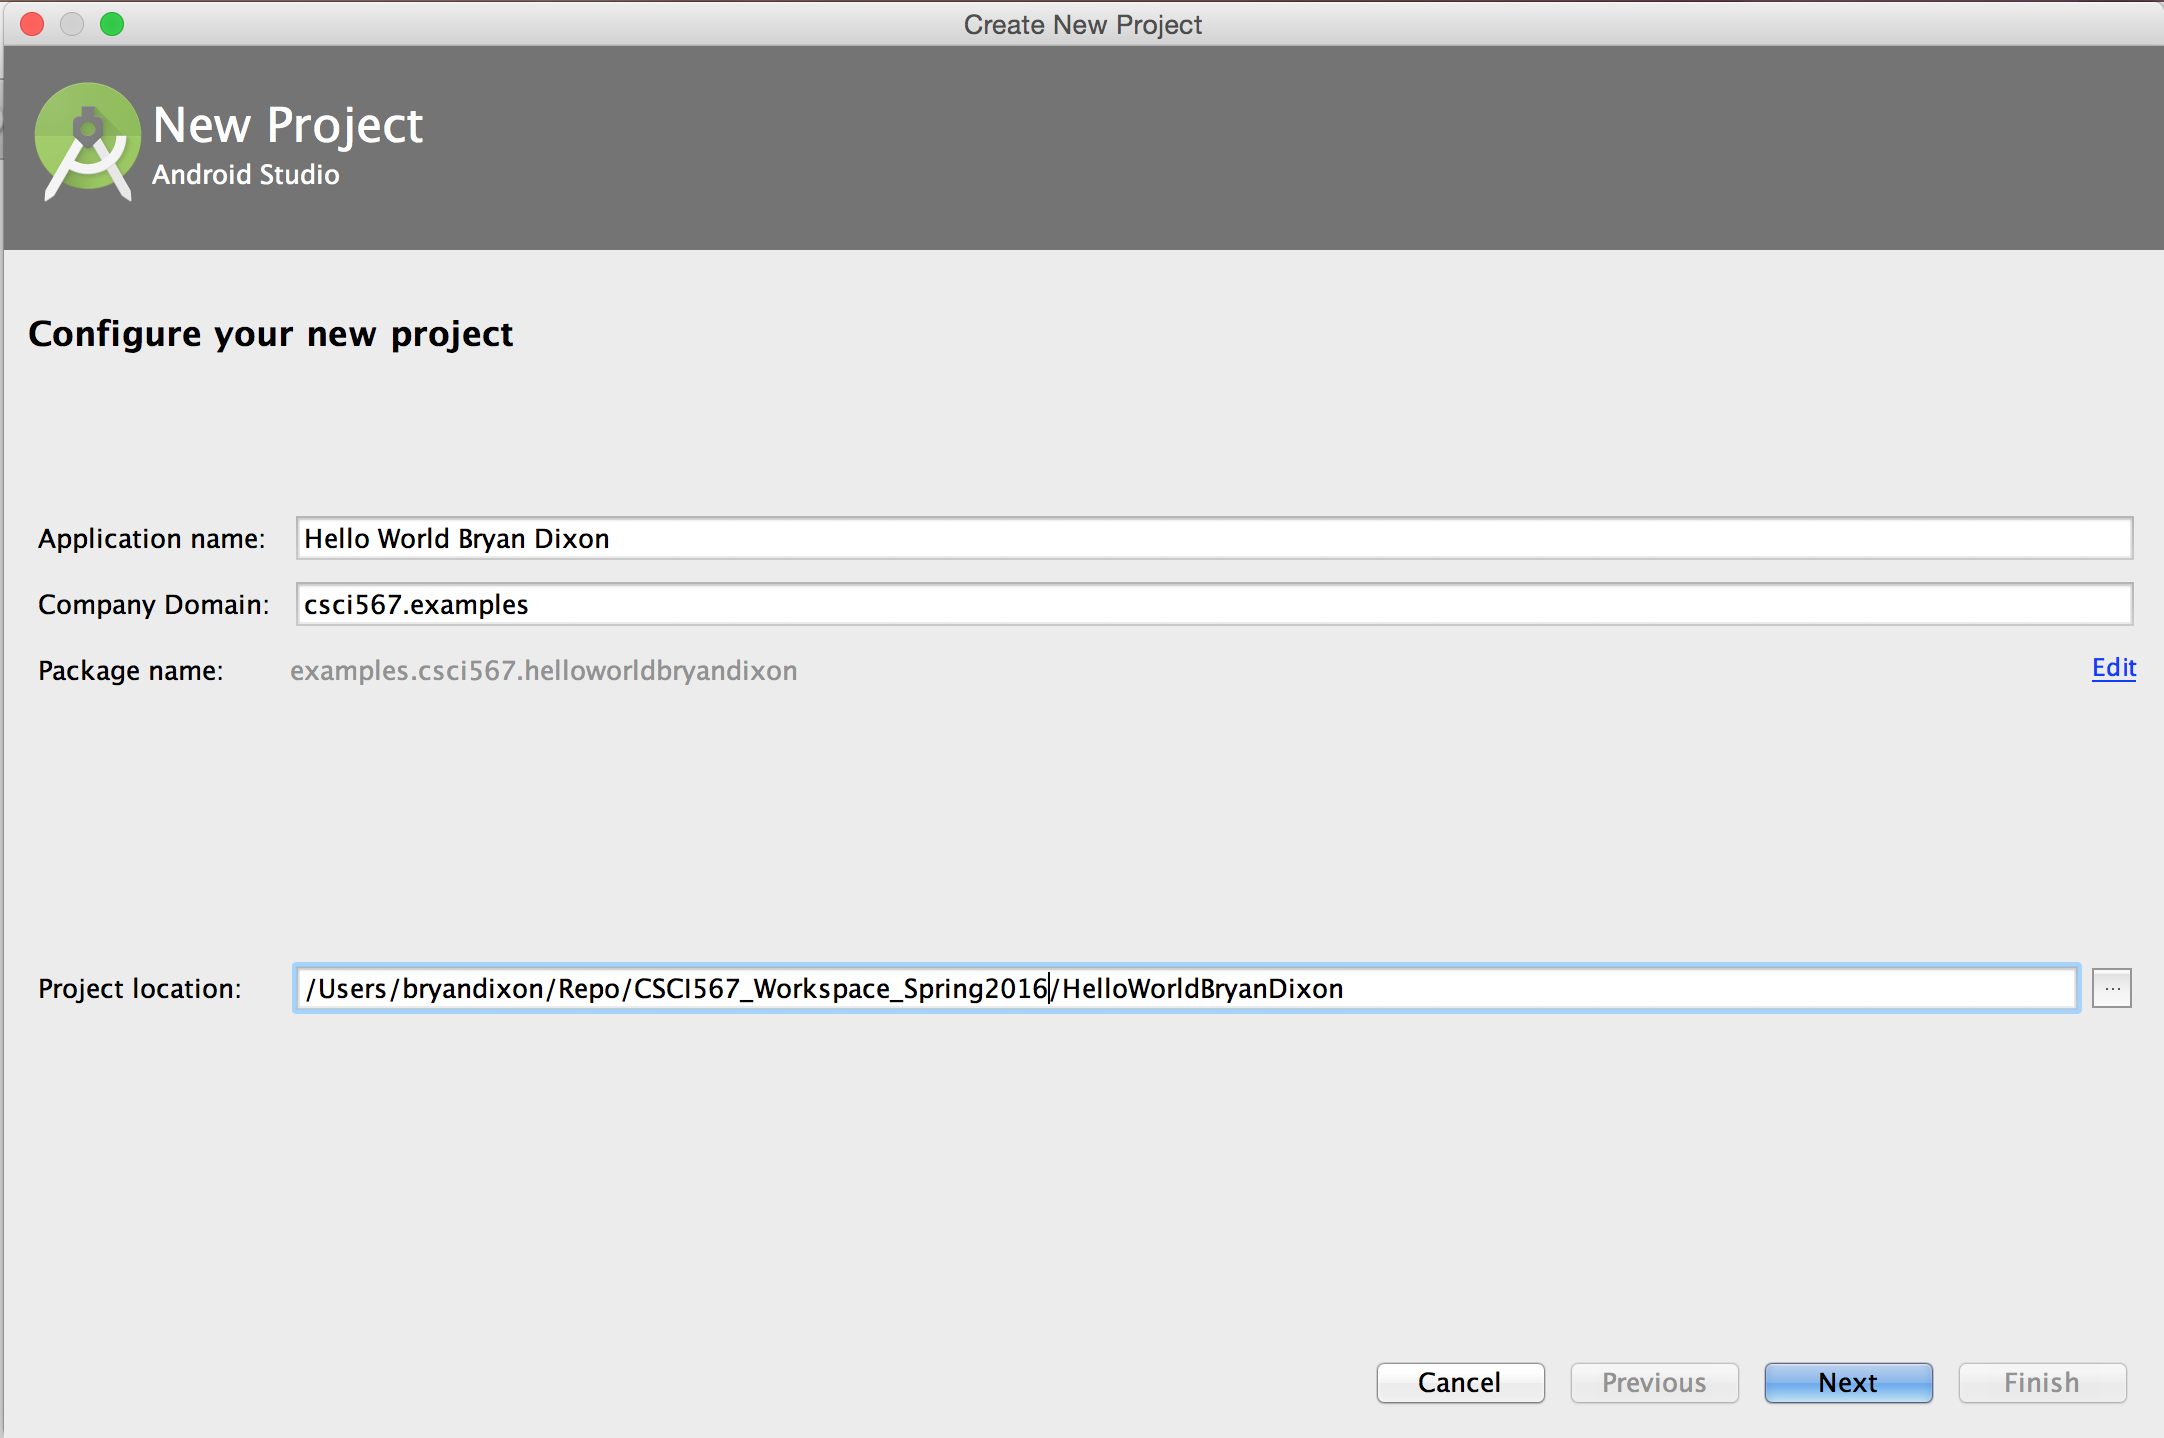 Create New Project
New Project
Android Studio
Configure your new project
Application name: Hello World Bryan Dixon
Company Domain: csci567.examples
Package name: examples.csci567.helloworldbryandixon Edit
Project location: /Users/bryandixon/Repo/CSCI567_Workspace_Spring2016/HelloWorldBryanDixon ...
Cancel Previous Next Finish